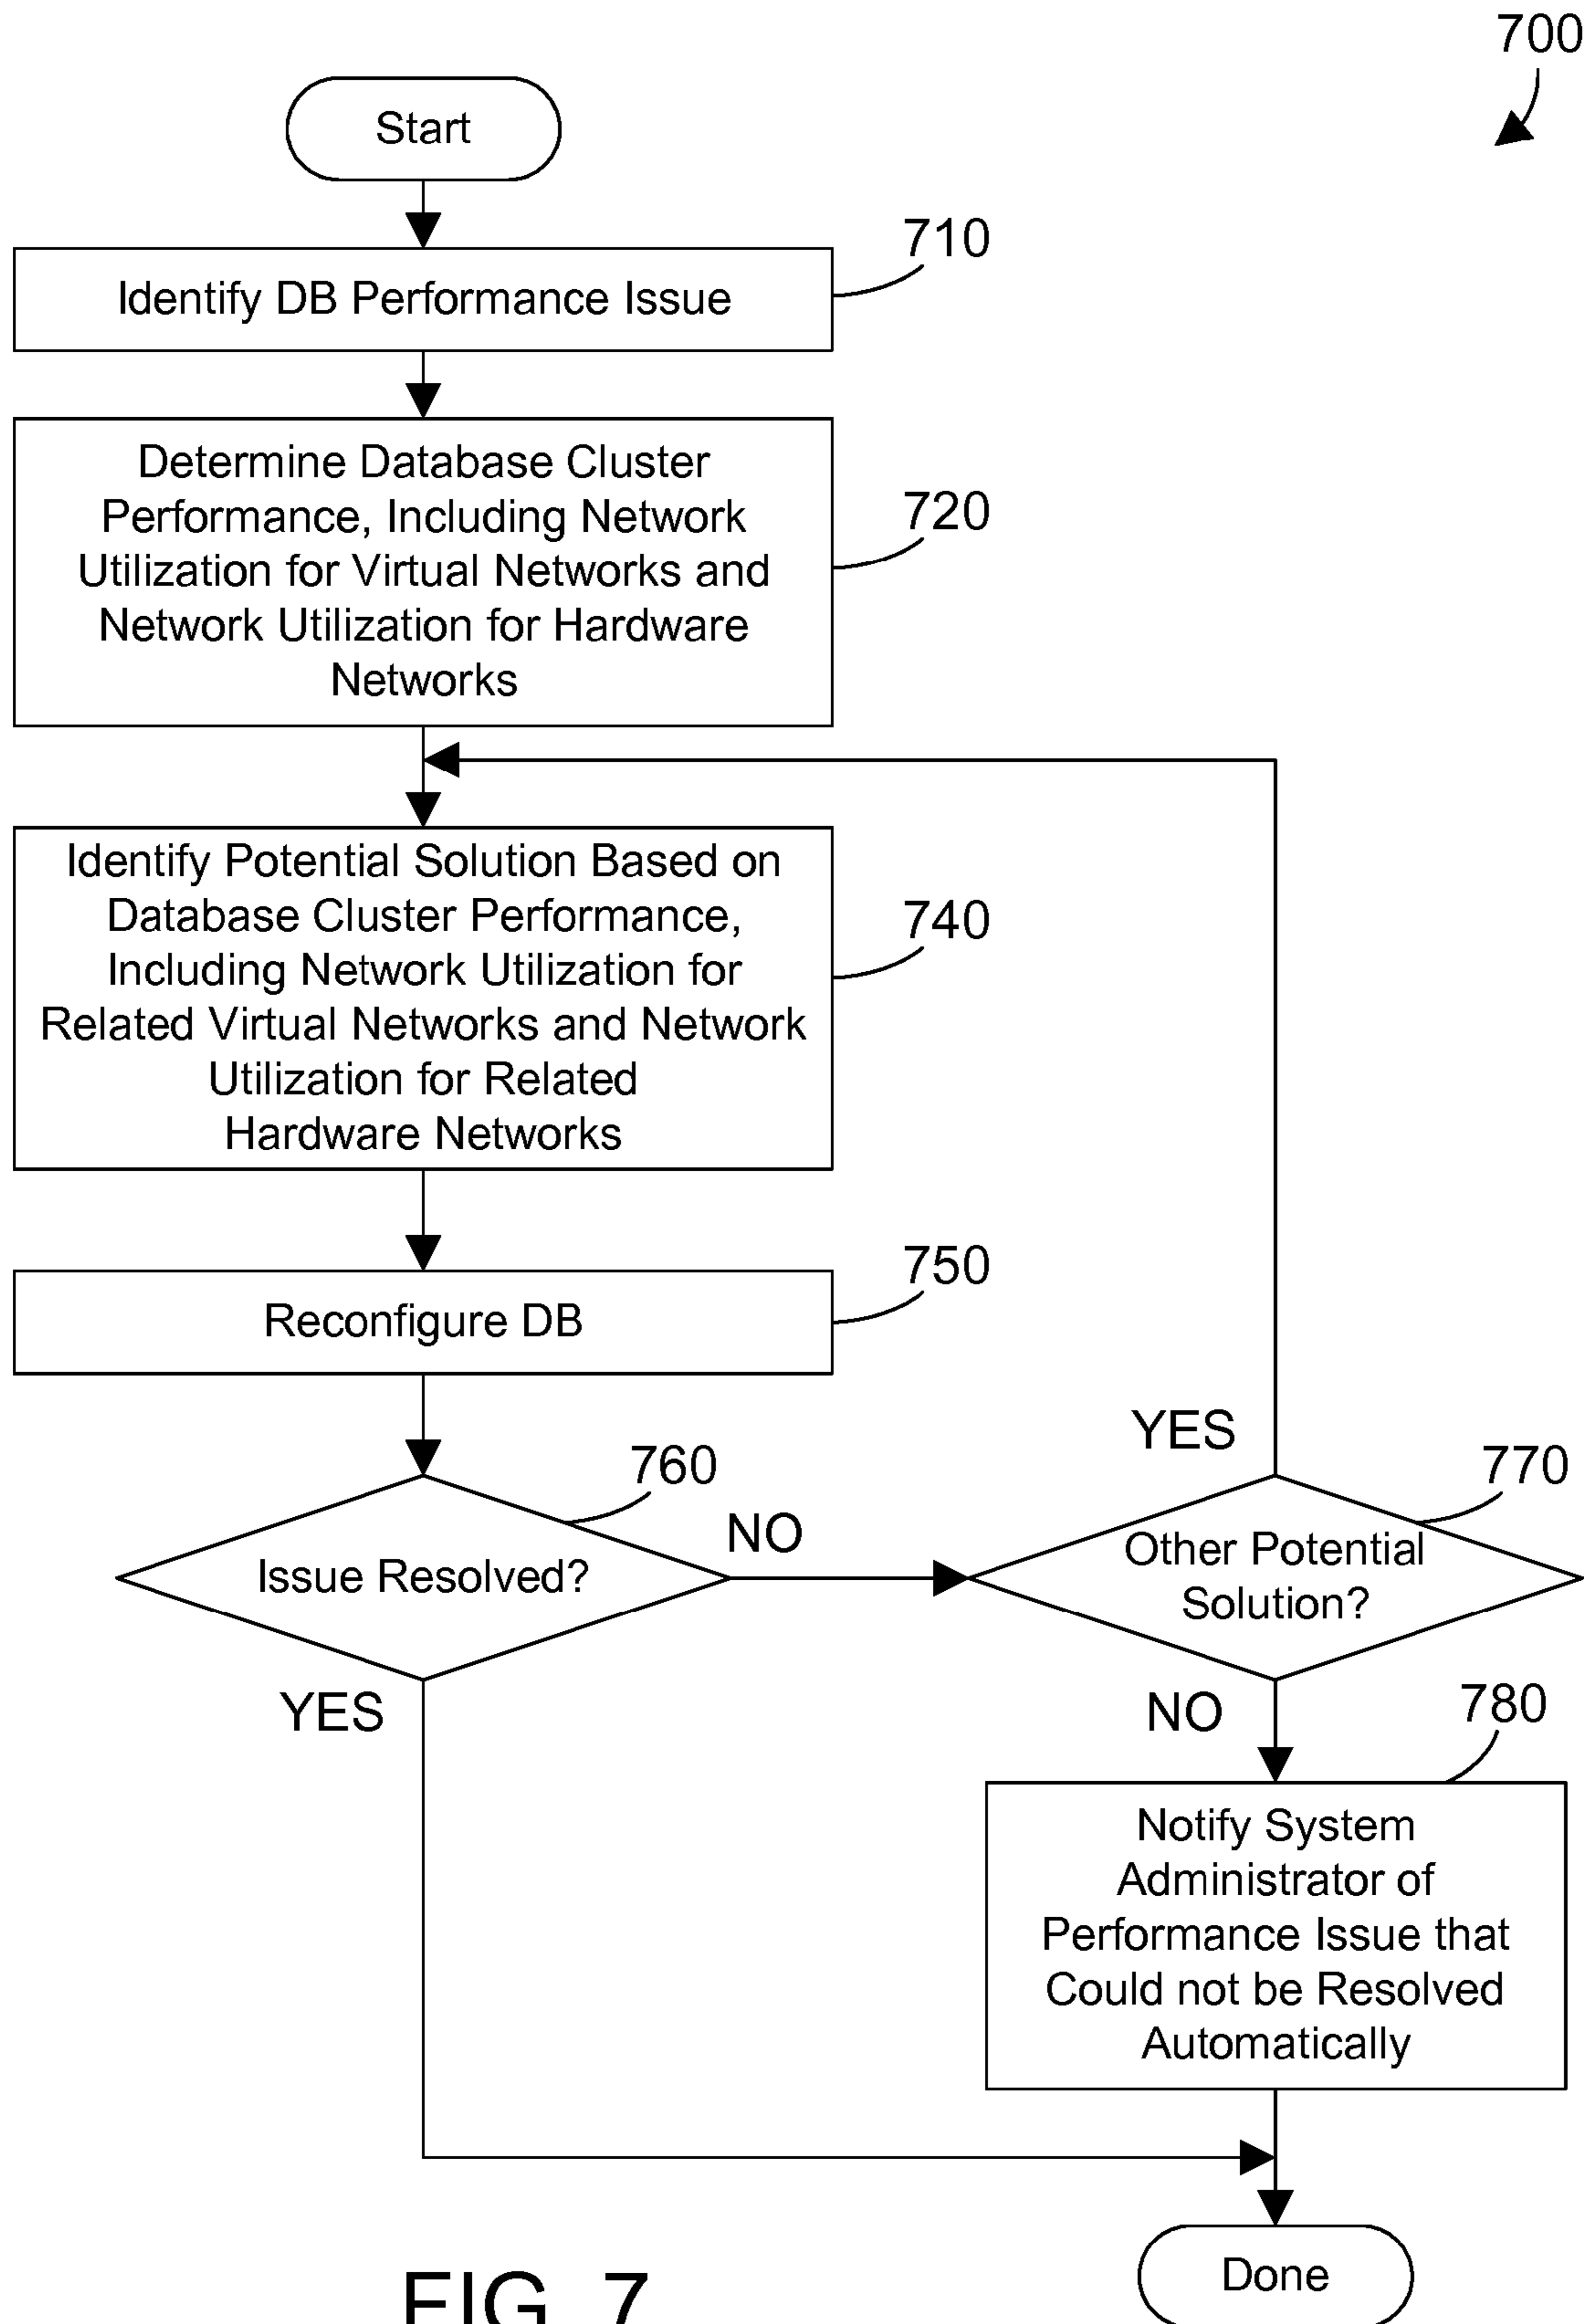 700
Start
710
Identify DB Performance Issue
Determine Database Cluster
Performance, Including Network
Utilization for Virtual Networks and
Network Utilization for Hardware
Networks
720
Identify Potential Solution Based on
Database Cluster Performance,
Including Network Utilization for
Related Virtual Networks and Network
Utilization for Related
Hardware Networks
740
750
Reconfigure DB
760
Issue Resolved?
NO
YES
YES
770
Other Potential
Solution?
NO
780
Notify System
Administrator of
Performance Issue that
Could not be Resolved
Automatically
Done
FIG. 7